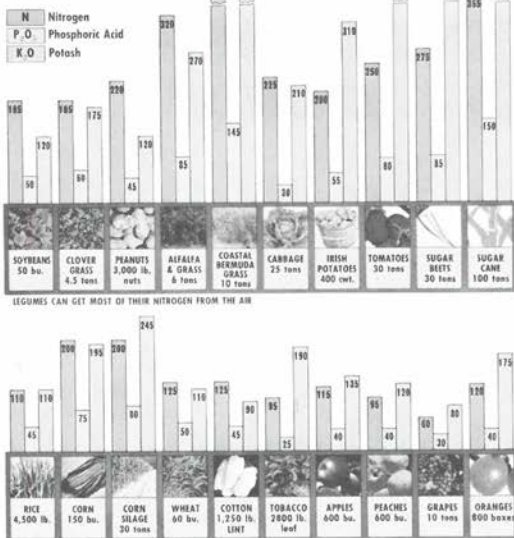 N Nitrogen
P₂O₅ Phosphoric Acid
K₂O Potash
185 50 120
185 60 175
220 45 120
320 85 270
145
235 30 210
200 55 310
250 80
275 85
355 150
SOYBEANS
50 bu.
CLOVER
GRASS
4.5 tons
PEANUTS
3,000 lb.
nuts
ALFALFA
& GRASS
6 tons
COASTAL
BERMUDA
GRASS
10 tons
CABBAGE
25 tons
IRISH
POTATOES
400 cwt.
TOMATOES
30 tons
SUGAR
BEETS
30 tons
SUGAR
CANE
100 tons
LEGUMES CAN GET MOST OF THEIR NITROGEN FROM THE AIR
110 45 110
200 75 195
200 80 245
125 50 110
125 45 90
95 25 190
115 40 135
95 40 120
60 30 80
120 40 175
RICE
4,500 lb.
CORN
150 bu.
CORN
SILAGE
30 tons
WHEAT
60 bu.
COTTON
1,250 lb.
LINT
TOBACCO
2800 lb.
leaf
APPLES
600 bu.
PEACHES
600 bu.
GRAPES
10 tons
ORANGES
800 boxes